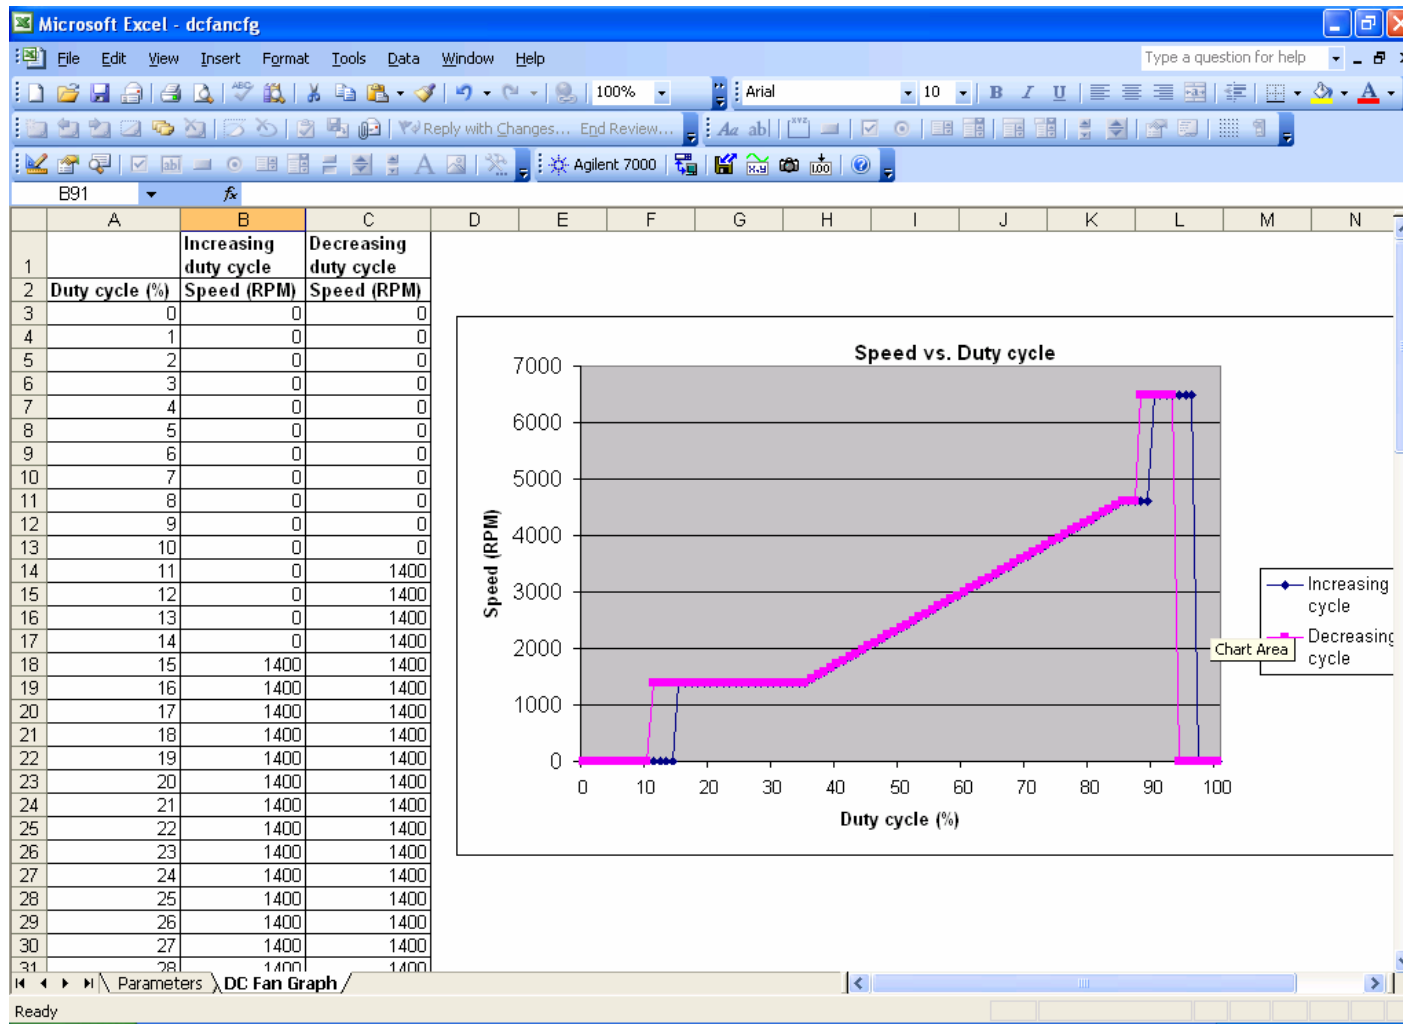 Microsoft Excel - dcfancfg
File Edit View Insert Format Tools Data Window Help Type a question for help
100% Arial 10 B I U A
Reply with Changes... End Review... Aa ab|
ab A Agilent 7000 x,y 1.00
B91 fx
A B C D E F G H I J K L M N
1 Increasing duty cycle Decreasing duty cycle
2 Duty cycle (%) Speed (RPM) Speed (RPM)
3 0 0 0
4 1 0 0
5 2 0 0
6 3 0 0
7 4 0 0
8 5 0 0
9 6 0 0
10 7 0 0
11 8 0 0
12 9 0 0
13 10 0 0
14 11 0 1400
15 12 0 1400
16 13 0 1400
17 14 0 1400
18 15 1400 1400
19 16 1400 1400
20 17 1400 1400
21 18 1400 1400
22 19 1400 1400
23 20 1400 1400
24 21 1400 1400
25 22 1400 1400
26 23 1400 1400
27 24 1400 1400
28 25 1400 1400
29 26 1400 1400
30 27 1400 1400
31 28 1400 1400
Speed vs. Duty cycle
7000
6000
5000
4000
3000
2000
1000
0
Speed (RPM)
0 10 20 30 40 50 60 70 80 90 100
Duty cycle (%)
Increasing
cycle
Decreasing
cycle
Chart Area
Parameters DC Fan Graph
Ready